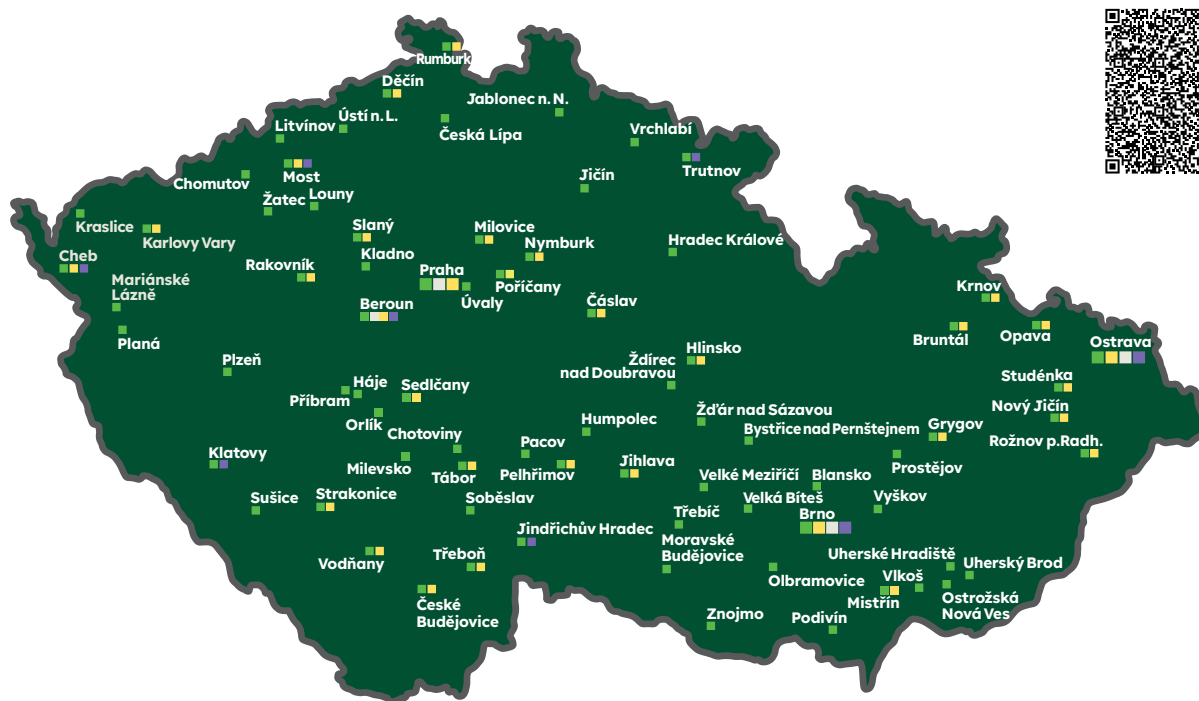 Rumburk
Děčín
Jablonec n. N.
Ústí n. L.
Litvínov
Česká Lípa
Vrchlabí
Most
Trutnov
Chomutov
Jičín
Žatec
Louny
Kraslice
Karlovy Vary
Slaný
Milovice
Nymburk
Hradec Králové
Cheb
Kladno
Rakovník
Praha
Poříčany
Mariánské
Lázně
Úvaly
Krnov
Beroun
Čáslav
Planá
Bruntál
Opava
Ostrava
Hlinsko
Plzeň
Ždírec
nad Doubravou
Studénka
Háje
Sedlčany
Příbram
Nový Jičín
Orlík
Humpolec
Žďár nad Sázavou
Grygov
Bystřice nad Pernštejnem
Chotoviny
Rožnov p.Radh.
Klatovy
Pacov
Milevsko
Jihlava
Prostějov
Tábor
Pelhřimov
Velké Meziříčí
Blansko
Sušice
Strakonice
Soběslav
Velká Bíteš
Vyškov
Třebíč
Brno
Jindřichův Hradec
Moravské
Budějovice
Vodňany
Třeboň
Uherské Hradiště
Uherský Brod
Olbramovice
Vlkoš
České
Budějovice
Mistřín
Ostrožská
Nová Ves
Znojmo
Podivín